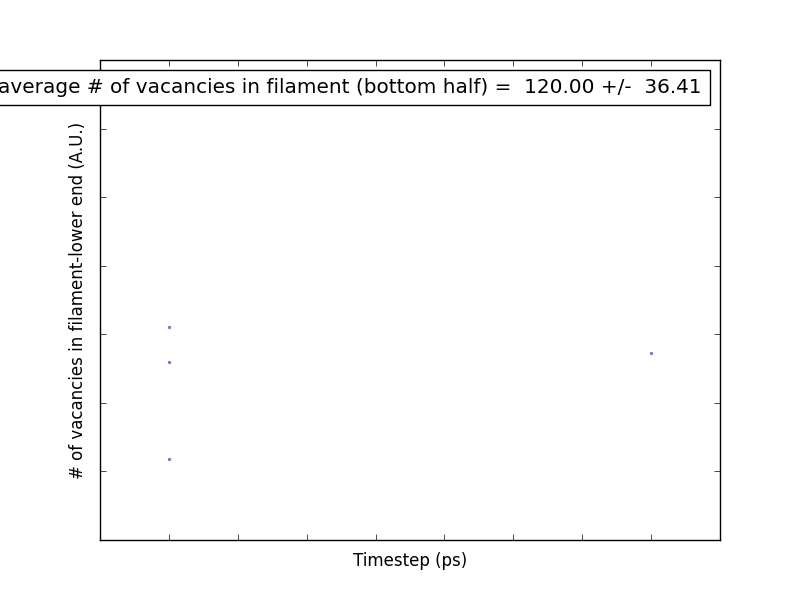 average # of vacancies in filament (bottom half) =  120.00 +/-  36.41
# of vacancies in filament-lower end (A.U.)
Timestep (ps)